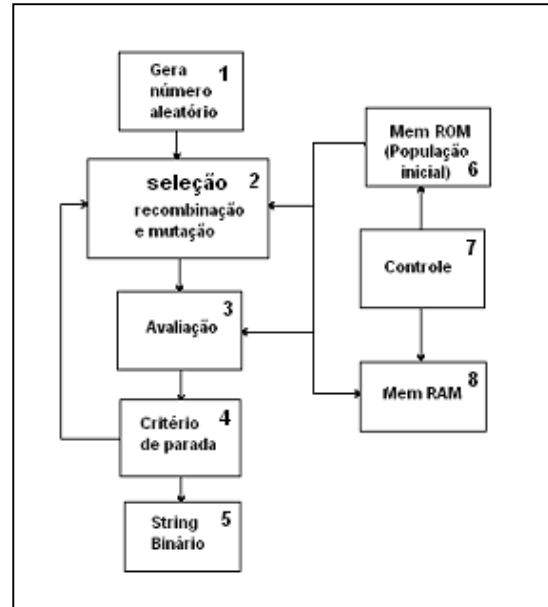 Gera 1
número
aleatório
seleção 2
recombinação
e mutação
Avaliação 3
Critério 4
de parada
String 5
Binário
Mem ROM
(População
inicial) 6
7
Controle
8
Mem RAM